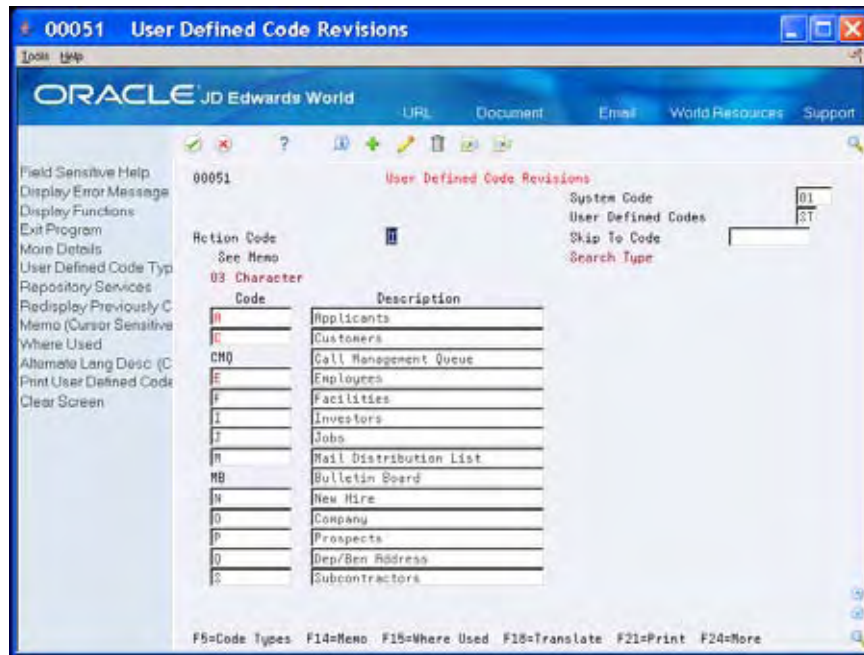 00051 User Defined Code Revisions
Tools Help
ORACLE JD Edwards World
URL Document Email World Resources Support
?
Field Sensitive Help
Display Error Message
Display Functions
Exit Program
More Details
User Defined Code Typ
Repository Services
Redisplay Previously C
Memo (Cursor Sensitive
Where Used
Alternate Lang Desc (C
Print User Defined Code
Clear Screen
00051 User Defined Code Revisions
System Code 01
User Defined Codes ST
Action Code I Skip To Code
See Memo Search Type
03 Character
Code Description
A Applicants
C Customers
CMQ Call Management Queue
E Employees
F Facilities
I Investors
J Jobs
M Mail Distribution List
MB Bulletin Board
N New Hire
O Company
P Prospects
Q Dep/Ben Address
S Subcontractors
F5=Code Types F14=Memo F15=Where Used F18=Translate F21=Print F24=More